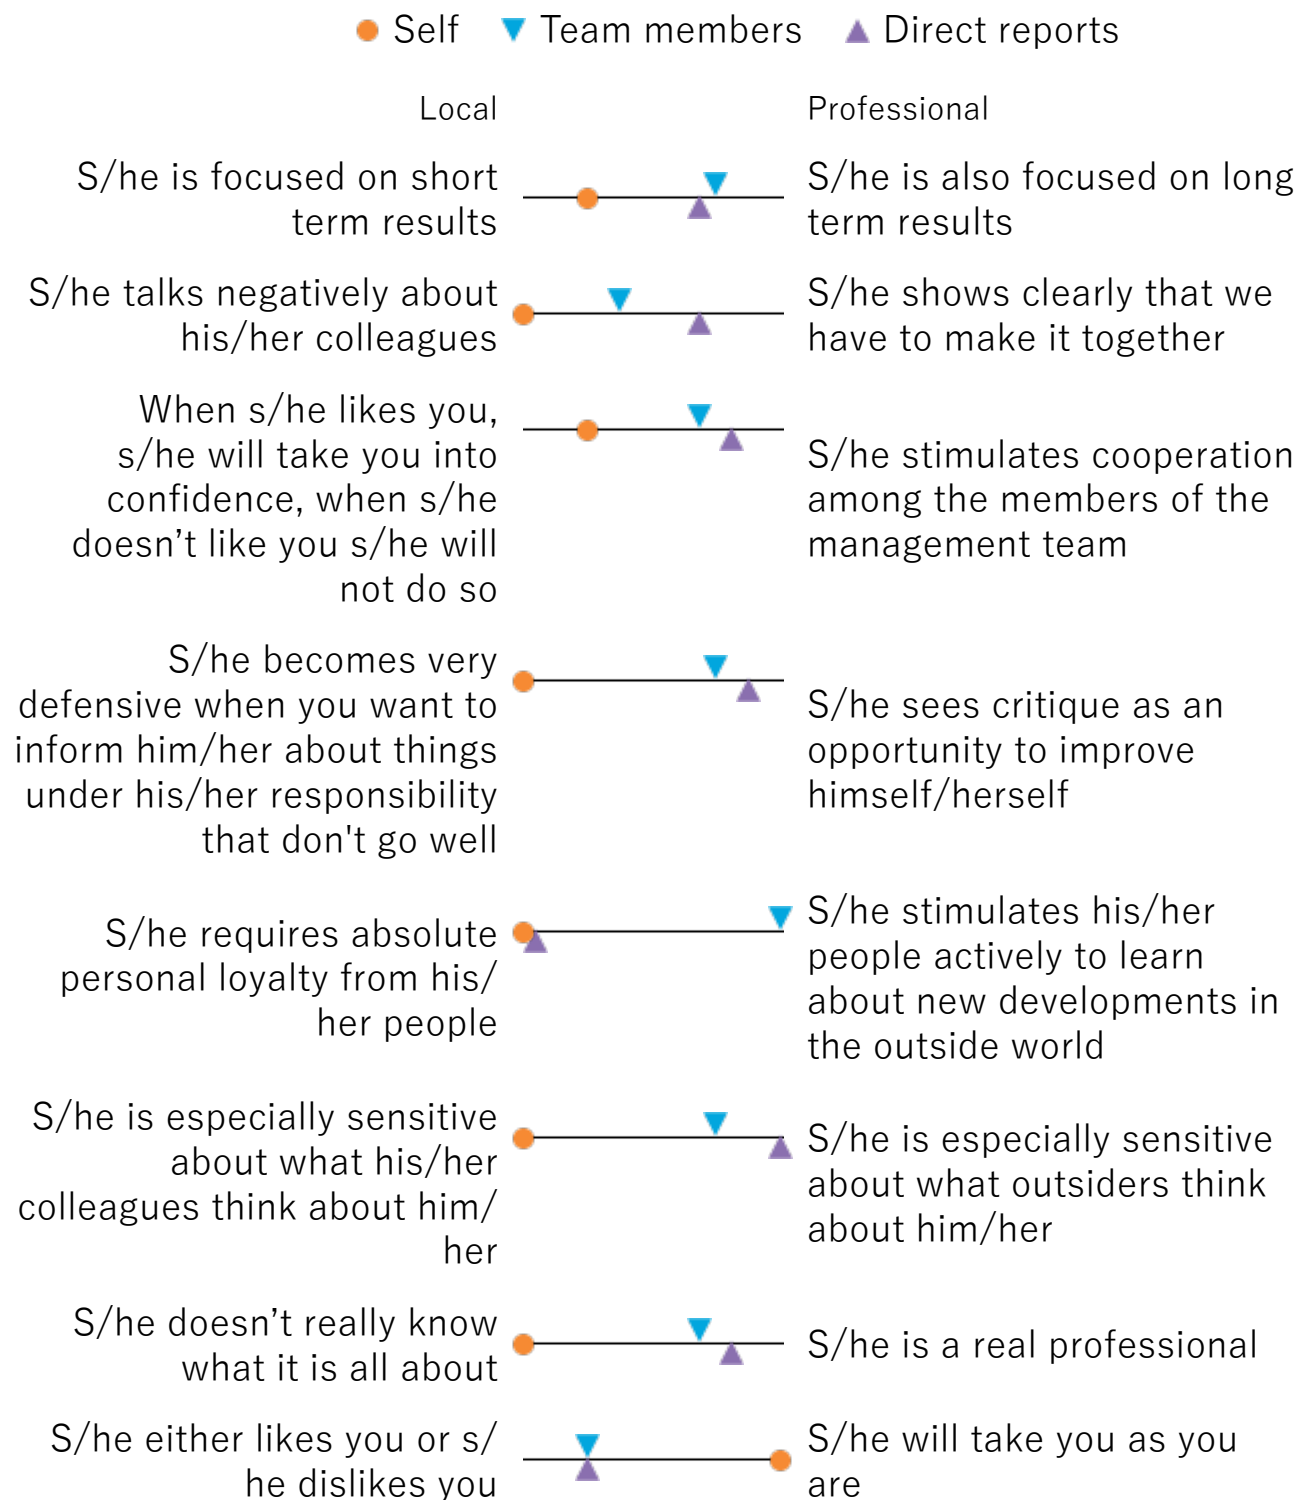 Self Team members Direct reports
Local Professional
S/he is focused on short
term results
S/he is also focused on long
term results
S/he talks negatively about
his/her colleagues
S/he shows clearly that we
have to make it together
When s/he likes you,
s/he will take you into
confidence, when s/he
doesn’t like you s/he will
not do so
S/he stimulates cooperation
among the members of the
management team
S/he becomes very
defensive when you want to
inform him/her about things
under his/her responsibility
that don't go well
S/he sees critique as an
opportunity to improve
himself/herself
S/he requires absolute
personal loyalty from his/
her people
S/he stimulates his/her
people actively to learn
about new developments in
the outside world
S/he is especially sensitive
about what his/her
colleagues think about him/
her
S/he is especially sensitive
about what outsiders think
about him/her
S/he doesn’t really know
what it is all about
S/he is a real professional
S/he either likes you or s/
he dislikes you
S/he will take you as you
are